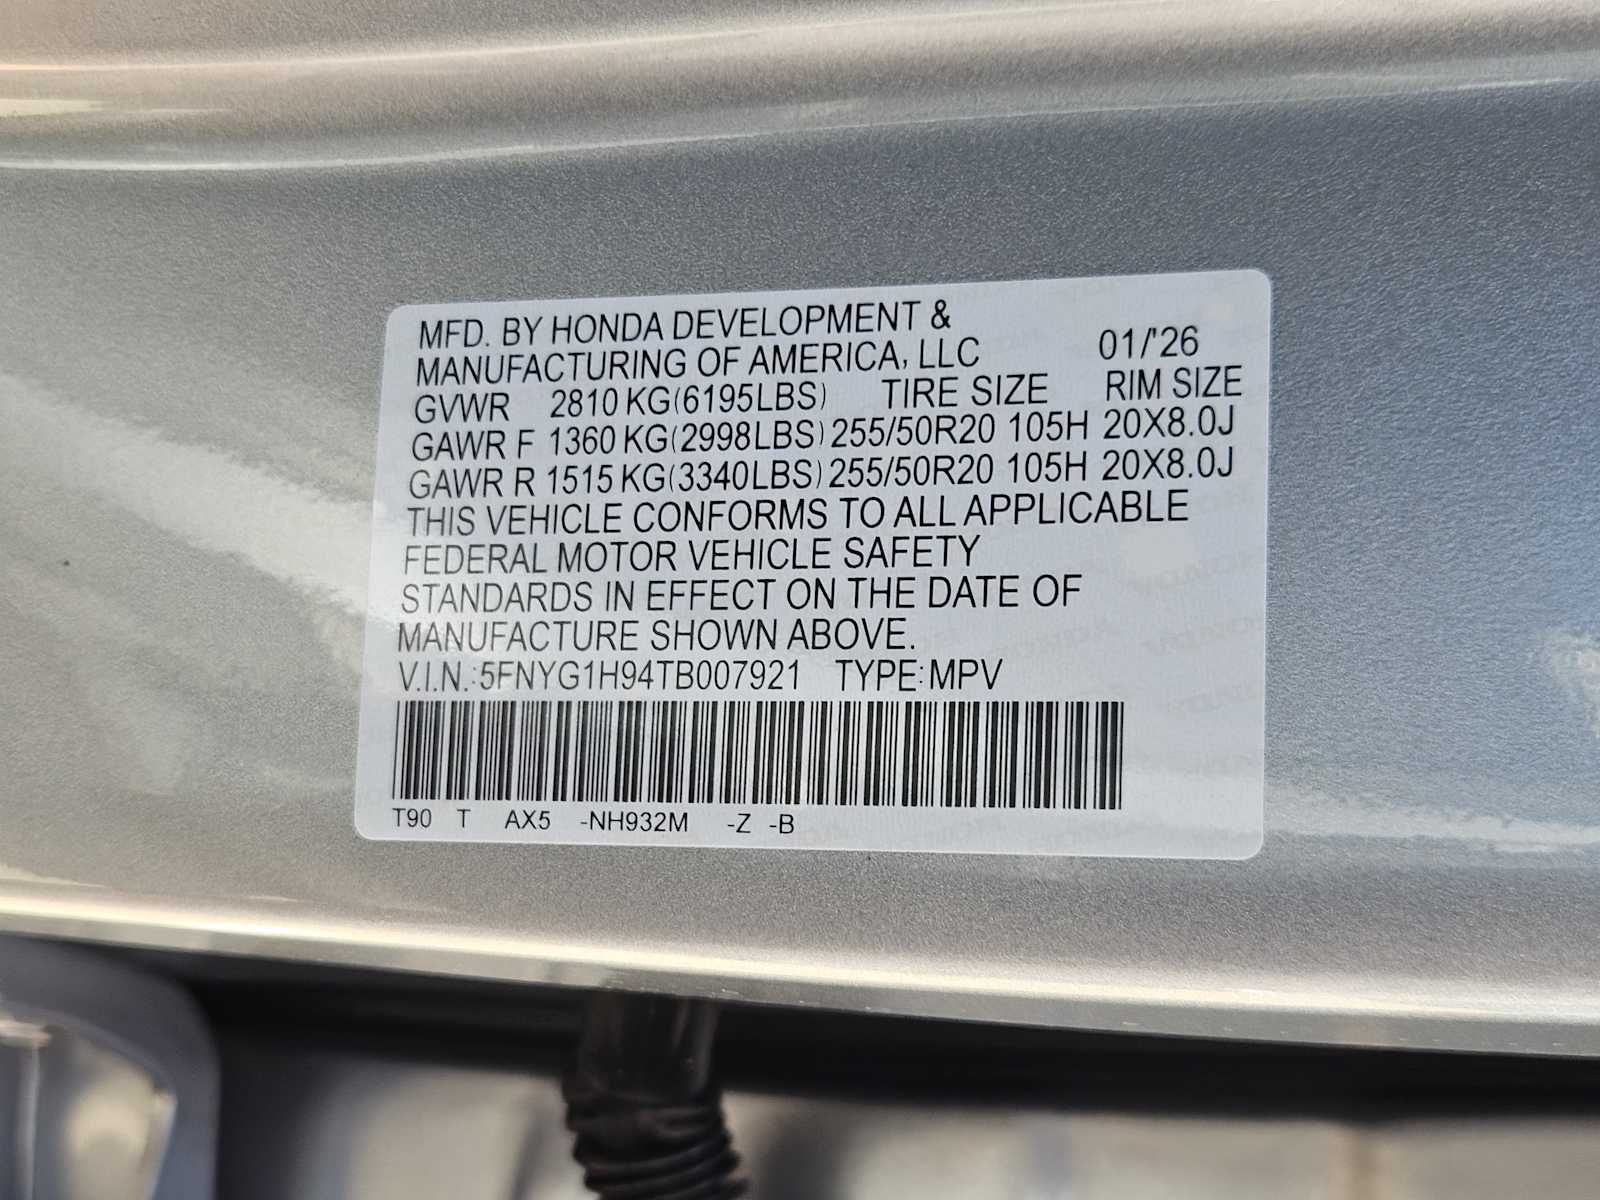 MFD. BY HONDA DEVELOPMENT &
MANUFACTURING OF AMERICA, LLC 01/'26
GVWR 2810 KG(6195LBS) TIRE SIZE RIM SIZE
GAWR F 1360 KG(2998LBS) 255/50R20 105H 20X8.0J
GAWR R 1515 KG(3340LBS) 255/50R20 105H 20X8.0J
THIS VEHICLE CONFORMS TO ALL APPLICABLE
FEDERAL MOTOR VEHICLE SAFETY
STANDARDS IN EFFECT ON THE DATE OF
MANUFACTURE SHOWN ABOVE.
V.I.N.:5FNYG1H94TB007921 TYPE:MPV
T90 T AX5 -NH932M -Z -B